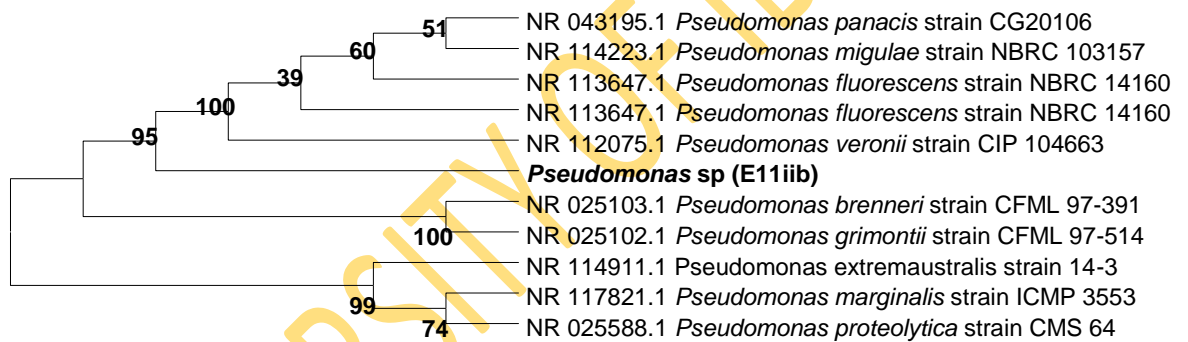 51
NR 043195.1 Pseudomonas panacis strain CG20106
60
NR 114223.1 Pseudomonas migulae strain NBRC 103157
39
NR 113647.1 Pseudomonas fluorescens strain NBRC 14160
100
NR 113647.1 Pseudomonas fluorescens strain NBRC 14160
95
NR 112075.1 Pseudomonas veronii strain CIP 104663
Pseudomonas sp (E11iib)
NR 025103.1 Pseudomonas brenneri strain CFML 97-391
100
NR 025102.1 Pseudomonas grimontii strain CFML 97-514
NR 114911.1 Pseudomonas extremaustralis strain 14-3
99
NR 117821.1 Pseudomonas marginalis strain ICMP 3553
74
NR 025588.1 Pseudomonas proteolytica strain CMS 64